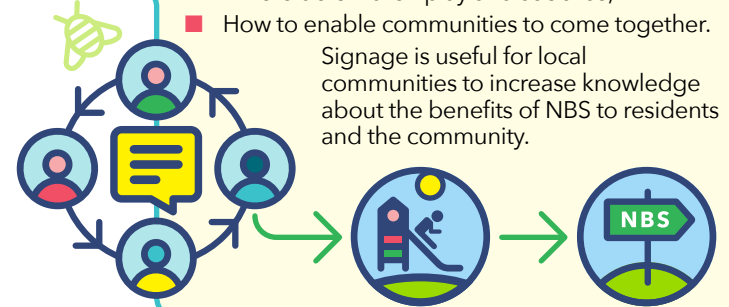 How to enable communities to come together.
Signage is useful for local
communities to increase knowledge
about the benefits of NBS to residents
and the community.
NBS